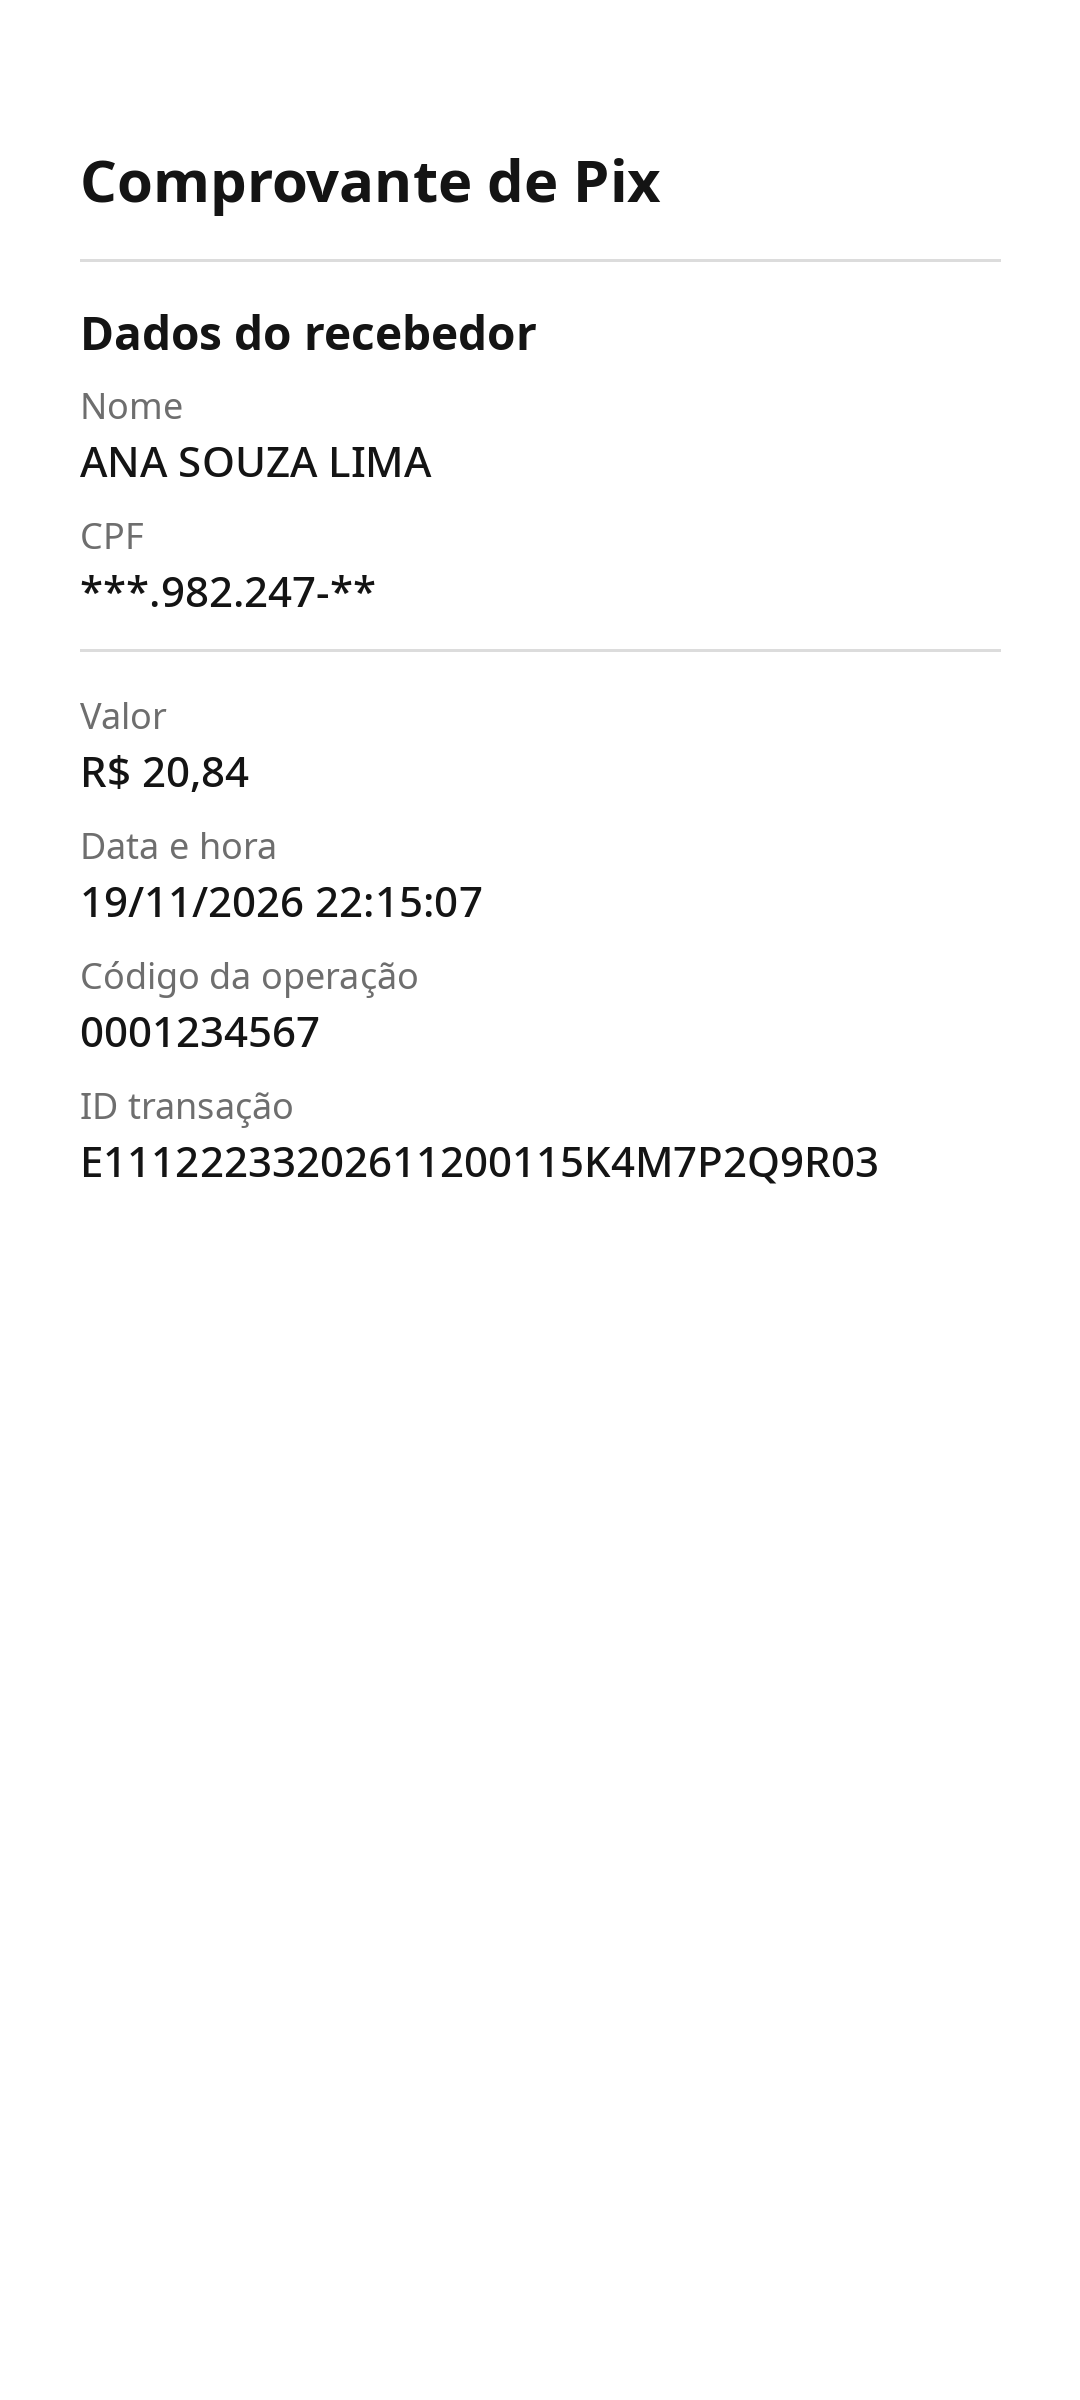 Comprovante de Pix
Dados do recebedor
Nome
ANA SOUZA LIMA
CPF
***.982.247-**
Valor
R$ 20,84
Data e hora
19/11/2026 22:15:07
Código da operação
0001234567
ID transação
E11122233202611200115K4M7P2Q9R03